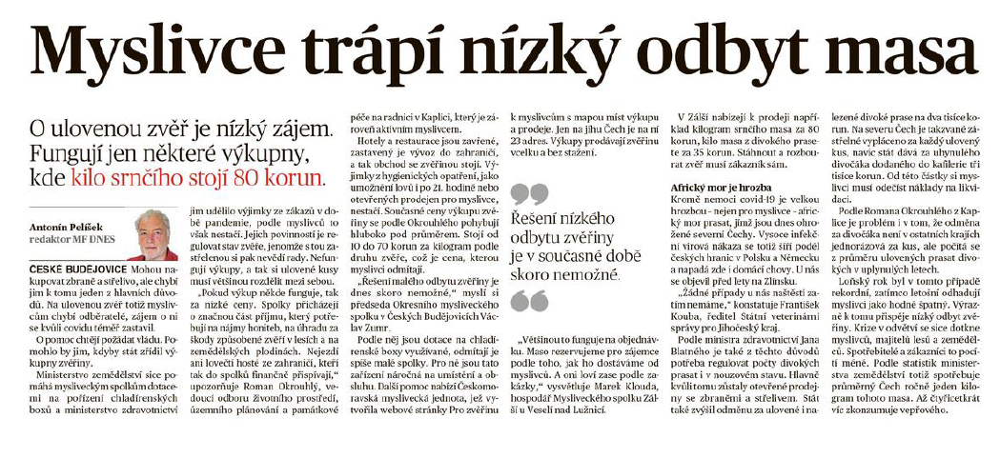 Myslivce trápí nízký odbyt masa
O ulovenou zvěř je nízký zájem.
Fungují jen některé výkupny,
kde kilo srnčího stojí 80 korun.
Antonín Pelíšek
redaktor MF DNES
ČESKÉ BUDĚJOVICE Mohou na-
kupovat zbraně a střelivo, ale chybí
jim k tomu jeden z hlavních důvo-
dů. Na ulovenou zvěř totiž mysliv-
cům chybí odběratelé, zájem o ni
se kvůli covidu téměř zastavil.
O pomoc chtějí požádat vládu. Po-
mohlo by jim, kdyby stát zřídil vý-
kupny zvěřiny.
Ministerstvo zemědělství sice po-
máhá mysliveckým spolkům dotace-
mi na pořízení chladírenských
boxů a ministerstvo zdravotnictví
jim udělilo výjimky ze zákazů v do-
bě pandemie, podle myslivců to
však nestačí. Jejich povinností je re-
gulovat stav zvěře, jenomže s tou za-
střelenou si pak nevědí rady. Nefun-
gují výkupy, a tak si ulovené kusy
musí většinou rozdělit mezi sebou.
„Pokud výkup někde funguje, tak
za nízké ceny. Spolky přicházejí
o značnou část příjmu, který potře-
bují na nájmy honiteb, na úhradu za
škody způsobené zvěří v lesích a na
zemědělských plodinách. Nejezdí
ani lovečtí hosté ze zahraničí, kteří
tak do spolků finančně přispívají,“
upozorňuje Roman Okrouhlý, ve-
doucí odboru životního prostředí,
územního plánování a památkové
péče na radnici v Kaplici, který je zá-
roveň aktivním myslivcem.
Hotely a restaurace jsou zavřené,
zastavený je vývoz do zahraničí,
a tak obchod se zvěřinou stojí. Vý-
jimky z hygienických opatření, jako
umožnění lovů i po 21. hodině nebo
otevřených prodejen pro myslivce,
nestačí. Současné ceny výkupu zvě-
řiny se podle Okrouhlého pohybují
hluboko pod průměrem. Stojí od
10 do 70 korun za kilogram podle
druhu zvěře, což je cena, kterou
myslivci odmítají.
„Řešení malého odbytu zvěřiny je
dnes skoro nemožné,“ myslí si
předseda Okresního mysliveckého
spolku v Českých Budějovicích Vác-
lav Zumr.
Podle něj jsou dotace na chladí-
renské boxy využívané, odmítají je
spíše malé spolky. Pro ně jsou tato
zařízení náročná na umístění a ob-
sluhu. Další pomoc nabízí Českomo-
ravská myslivecká jednota, jež vy-
tvořila webové stránky Pro zvěřinu
k myslivcům s mapou míst výkupu
a prodeje. Jen na jihu Čech je na ní
23 adres. Výkupy prodávají zvěřinu
vcelku a bez stažení.
Řešení nízkého
odbytu zvěřiny
je v současné době
skoro nemožné.
„Většinou to funguje na objednáv-
ku. Maso rezervujeme pro zájemce
podle toho, jak ho dostáváme od
myslivců. A oni loví zase podle za-
kázky,“ vysvětluje Marek Klouda,
hospodář Mysliveckého spolku Zál-
ší u Veselí nad Lužnicí.
V Zálší nabízejí k prodeji napří-
klad kilogram srnčího masa za 80
korun, kilo masa z divokého prase-
te za 35 korun. Stáhnout a rozbou-
rat zvěř musí zákazník sám.
Africký mor je hrozba
Kromě nemoci covid-19 je velkou
hrozbou - nejen pro myslivce - afric-
ký mor prasat, jímž jsou dnes ohro-
žené severní Čechy. Vysoce infekč-
ní virová nákaza se totiž šíří podél
českých hranic v Polsku a Německu
a napadá zde i domácí chovy. U nás
se objevil před lety na Zlínsku.
„Žádné případy u nás naštěstí za-
tím nemáme,“ konstatuje František
Kouba, ředitel Státní veterinární
správy pro Jihočeský kraj.
Podle ministra zdravotnictví Jana
Blatného je také z těchto důvodů
potřeba regulovat počty divokých
prasat i v nouzovém stavu. Hlavně
kvůli tomu zůstaly otevřené prodej-
ny se zbraněmi a střelivem. Stát
také zvýšil odměnu za ulovené i na-
lezené divoké prase na dva tisíce ko-
run. Na severu Čech je takzvané zá-
střelné vypláceno za každý ulovený
kus, navíc stát dává za uhynulého
divočáka dodaného do kafilerie tři
tisíce korun. Od této částky si mys-
livci musí odečíst náklady na likvi-
daci.
Podle Romana Okrouhlého z Kap-
lice je problém i v tom, že odměna
za divočáka není v ostatních krajích
jednorázová za kus, ale počítá se
z průměru ulovených prasat divo-
kých v uplynulých letech.
Loňský rok byl v tomto případě
rekordní, zatímco letošní odhadují
myslivci jako hodně špatný. Výraz-
ně k tomu přispěje nízký odbyt zvě-
řiny. Krize v odvětví se sice dotkne
myslivců, majitelů lesů a zeměděl-
ců. Spotřebitelé a zákazníci to pocí-
tí méně. Podle statistik minister-
stva zemědělství totiž spotřebuje
průměrný Čech ročně jeden kilo-
gram tohoto masa. Až čtyřicetkrát
víc zkonzumuje vepřového.